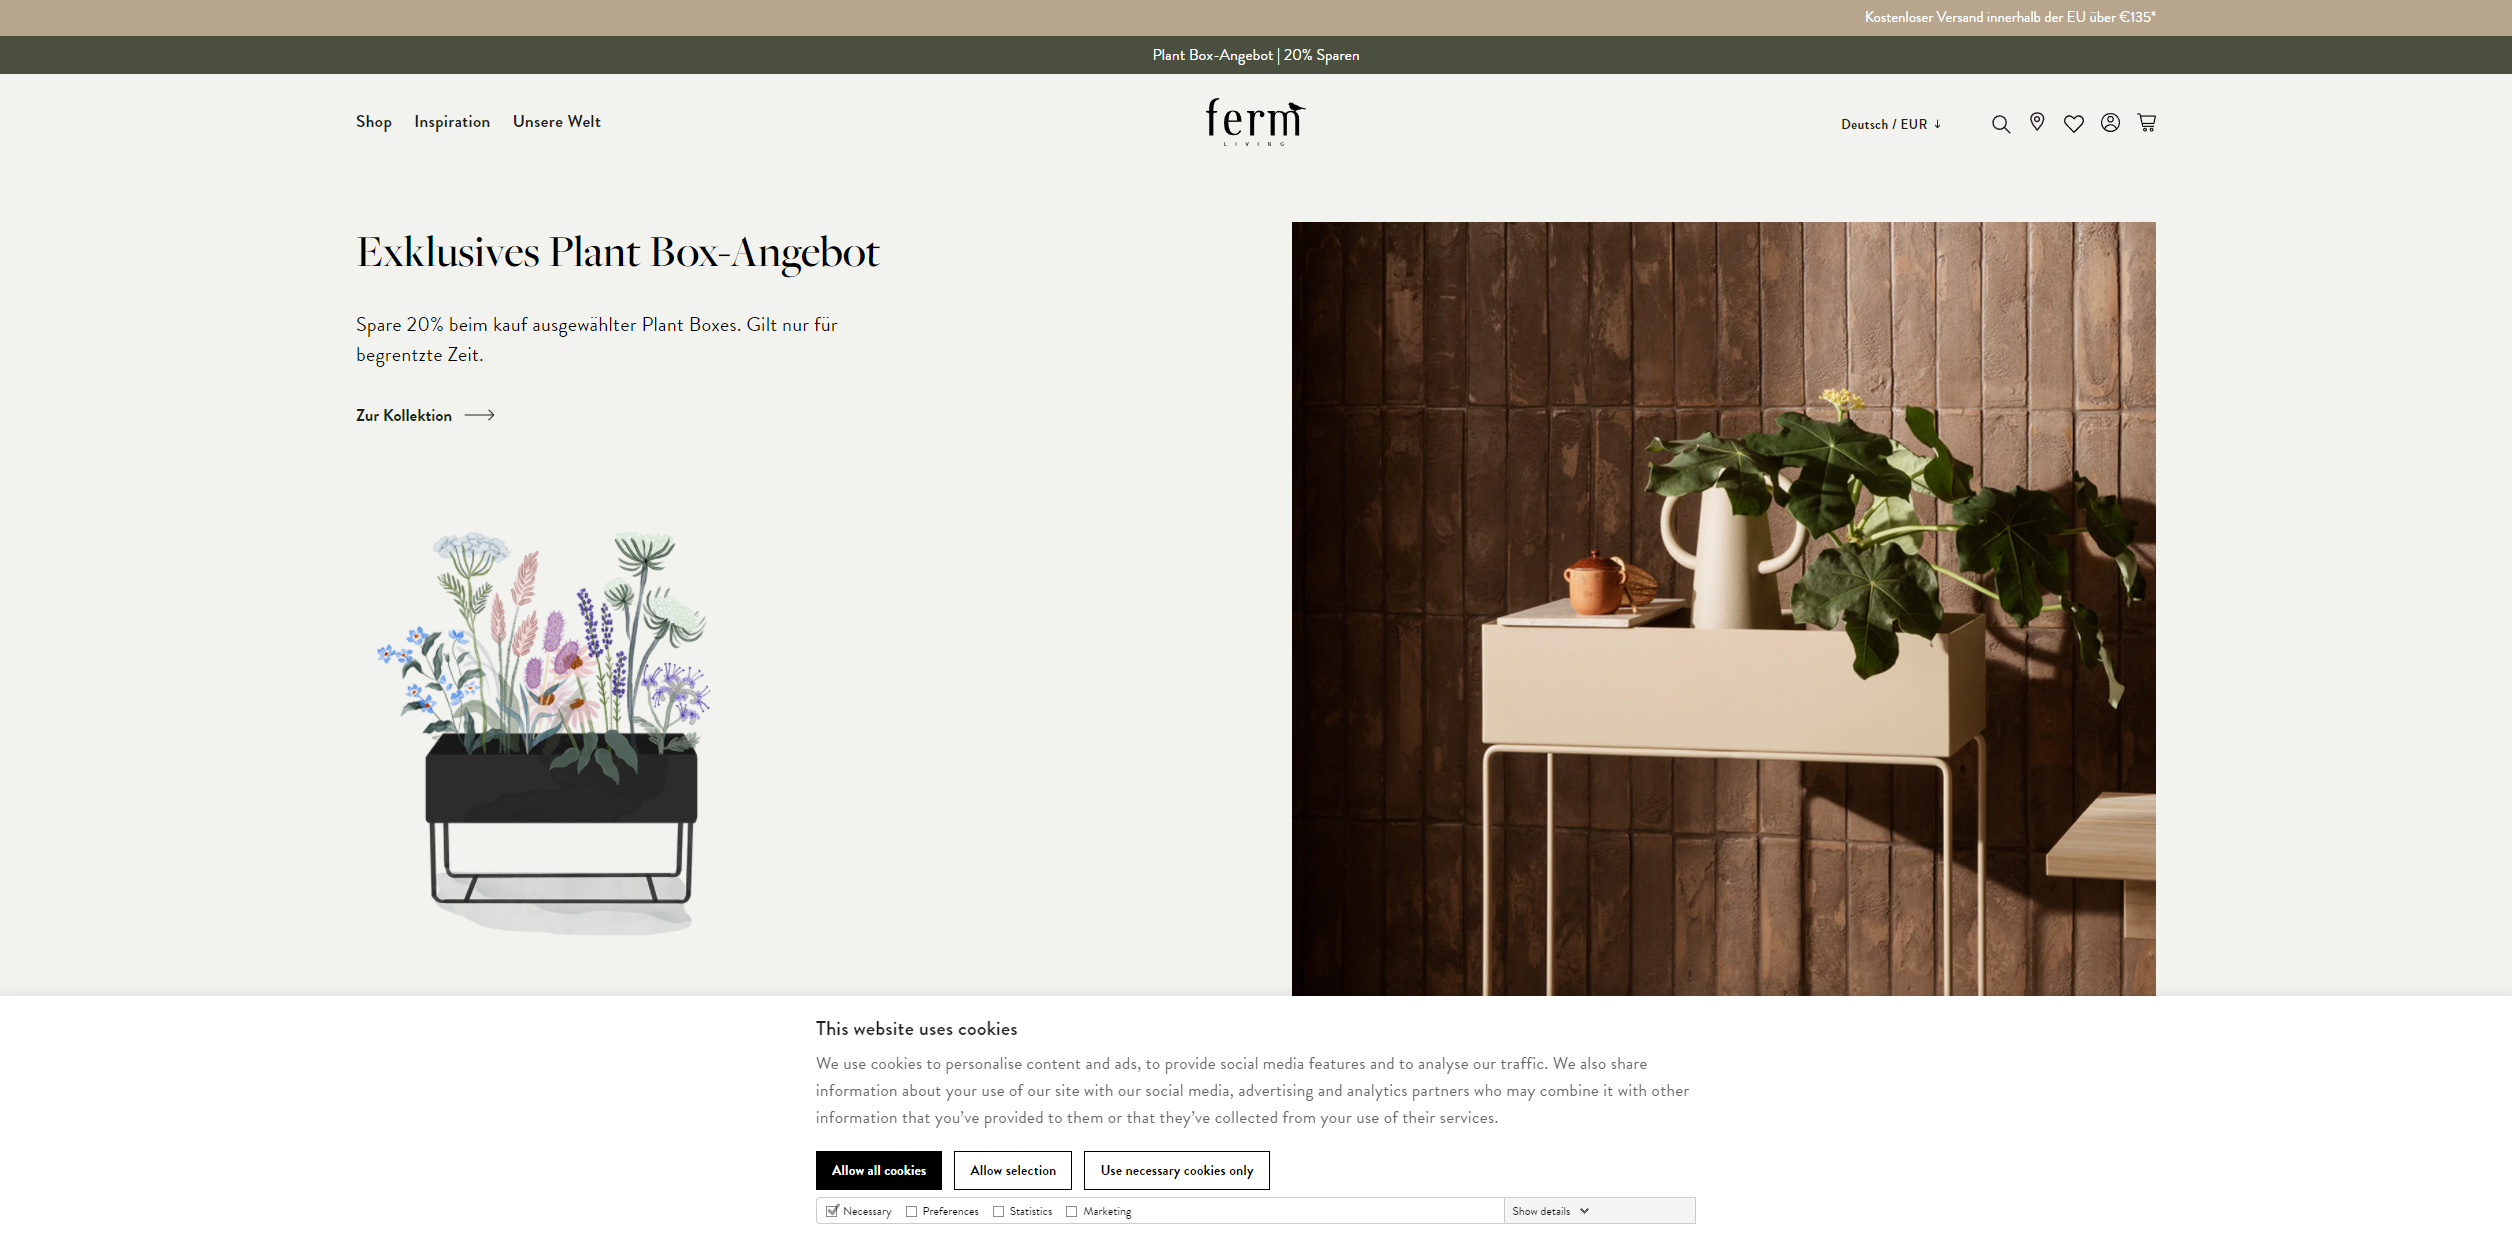 Kostenloser Versand innerhalb der EU über €135*
Plant Box-Angebot | 20% Sparen
Shop Inspiration Unsere Welt
ferm
LIVING
Deutsch / EUR ↓
Exklusives Plant Box-Angebot
Spare 20% beim kauf ausgewählter Plant Boxes. Gilt nur für
begrentzte Zeit.
Zur Kollektion
This website uses cookies
We use cookies to personalise content and ads, to provide social media features and to analyse our traffic. We also share
information about your use of our site with our social media, advertising and analytics partners who may combine it with other
information that you’ve provided to them or that they’ve collected from your use of their services.
Allow all cookies Allow selection Use necessary cookies only
Necessary Preferences Statistics Marketing Show details